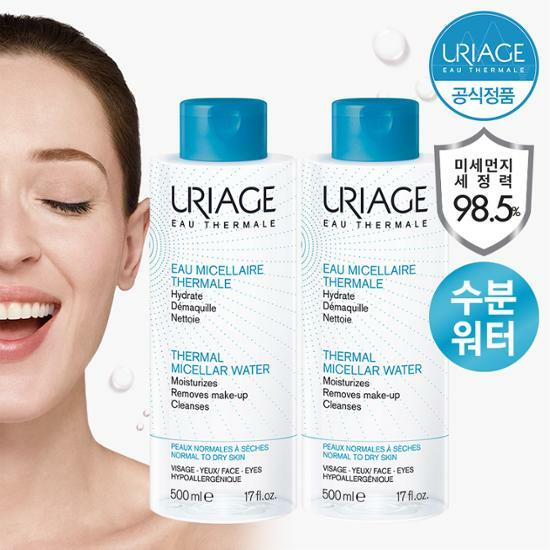 URIAGE
EAU THERMALE
공식정품
미세먼지
세정력
98.5%
수분
워터
URIAGE
EAU THERMALE
EAU MICELLAIRE
THERMALE
Hydrate
Démaquille
Nettoie
THERMAL
MICELLAR WATER
Moisturizes
Removes make-up
Cleanses
PEAUX NORMALES À SÈCHES
NORMAL TO DRY SKIN
VISAGE - YEUX/ FACE - EYES
HYPOALLERGÉNIQUE
500 ml e 17 fl.oz.
URIAGE
EAU THERMALE
EAU MICELLAIRE
THERMALE
Hydrate
Démaquille
Nettoie
THERMAL
MICELLAR WATER
Moisturizes
Removes make-up
Cleanses
PEAUX NORMALES À SÈCHES
NORMAL TO DRY SKIN
VISAGE - YEUX/ FACE - EYES
HYPOALLERGÉNIQUE
500 ml e 17 fl.oz.